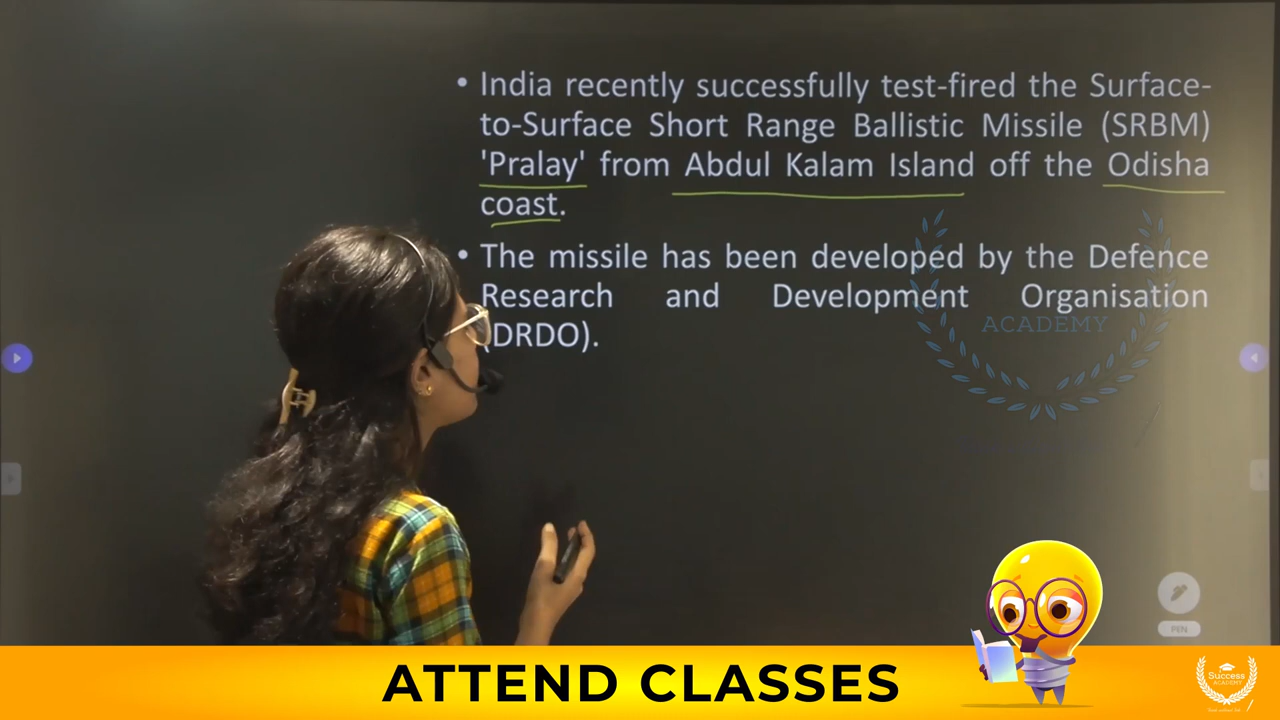 • India recently successfully test-fired the Surface-
to-Surface Short Range Ballistic Missile (SRBM)
'Pralay' from Abdul Kalam Island off the Odisha
coast.
• The missile has been developed by the Defence
Research and Development Organisation
(DRDO).
ACADEMY
PEN
ATTEND CLASSES
Success
ACADEMY